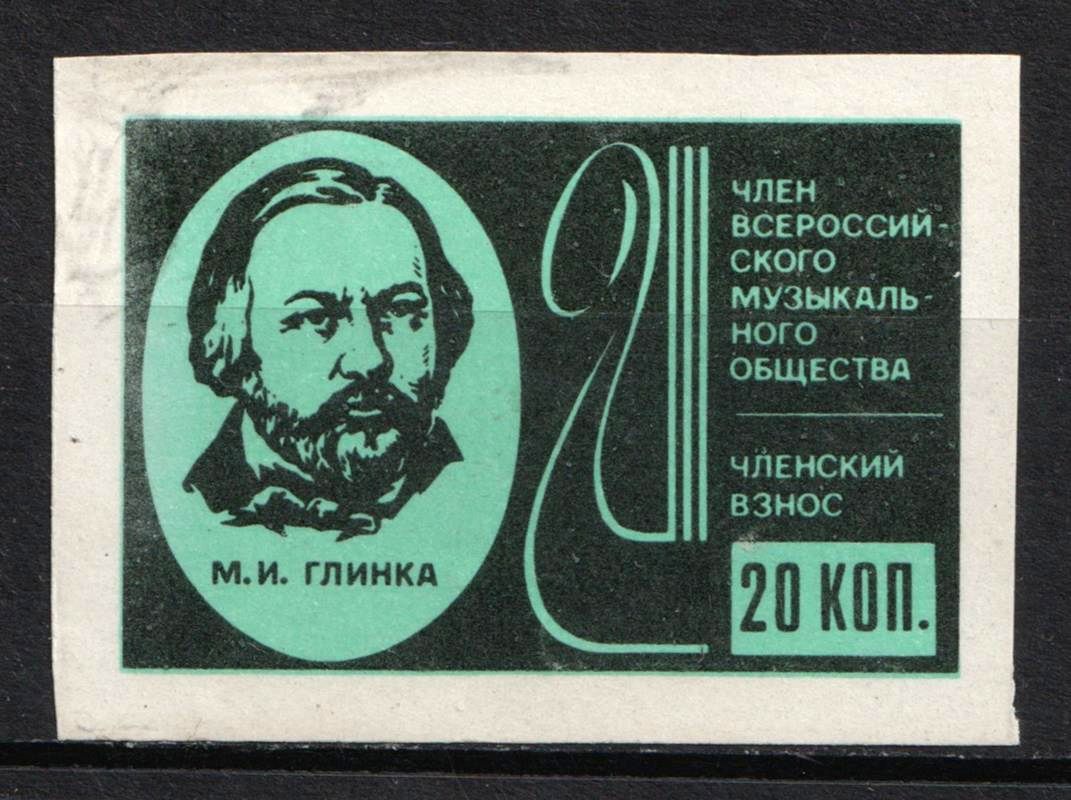 М.И. ГЛИНКА
ЧЛЕН
ВСЕРОССИЙ-
СКОГО
МУЗЫКАЛЬ-
НОГО
ОБЩЕСТВА
ЧЛЕНСКИЙ
ВЗНОС
20 КОП.